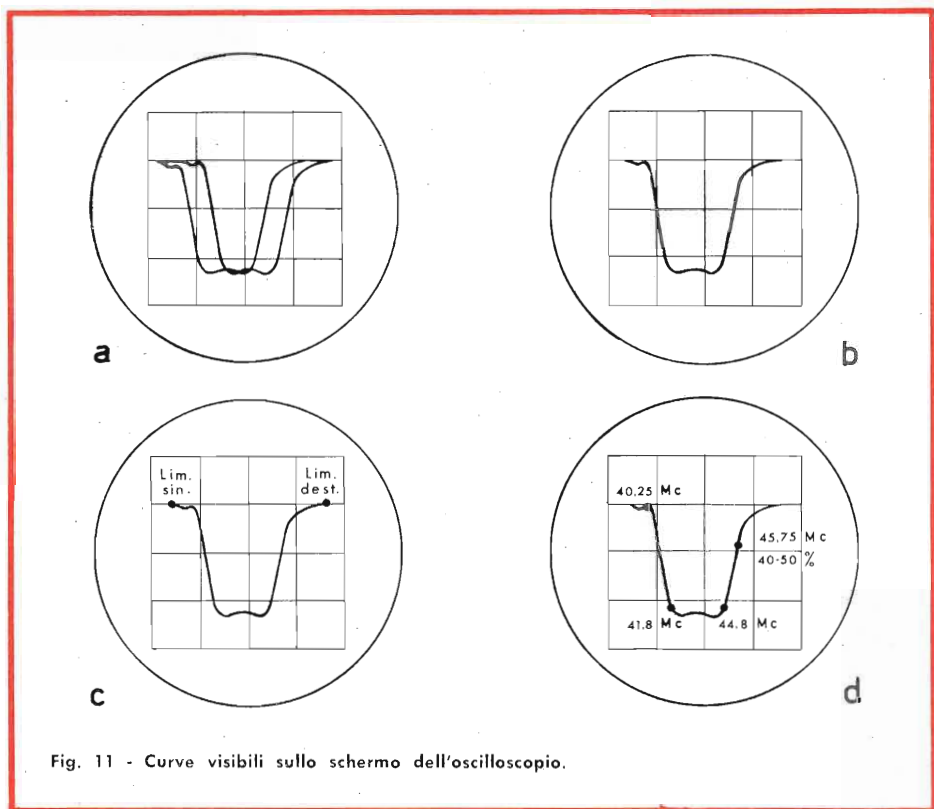 a
b
Lim.
sin.
Lim.
dest.
c
40.25 Mc
45.75 Mc
40-50 %
41.8 Mc
44.8 Mc
d
Fig. 11 - Curve visibili sullo schermo dell'oscilloscopio.